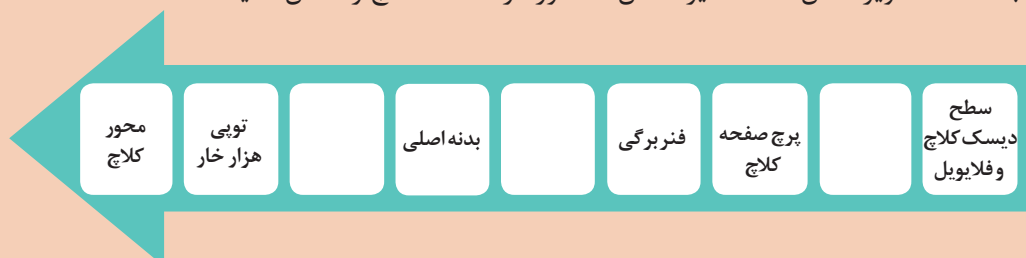 سطح
دیسک کلاچ
و فلایویل
پرچ صفحه
کلاچ
فنر برگی
بدنه اصلی
توپی
هزار خار
محور
کلاچ